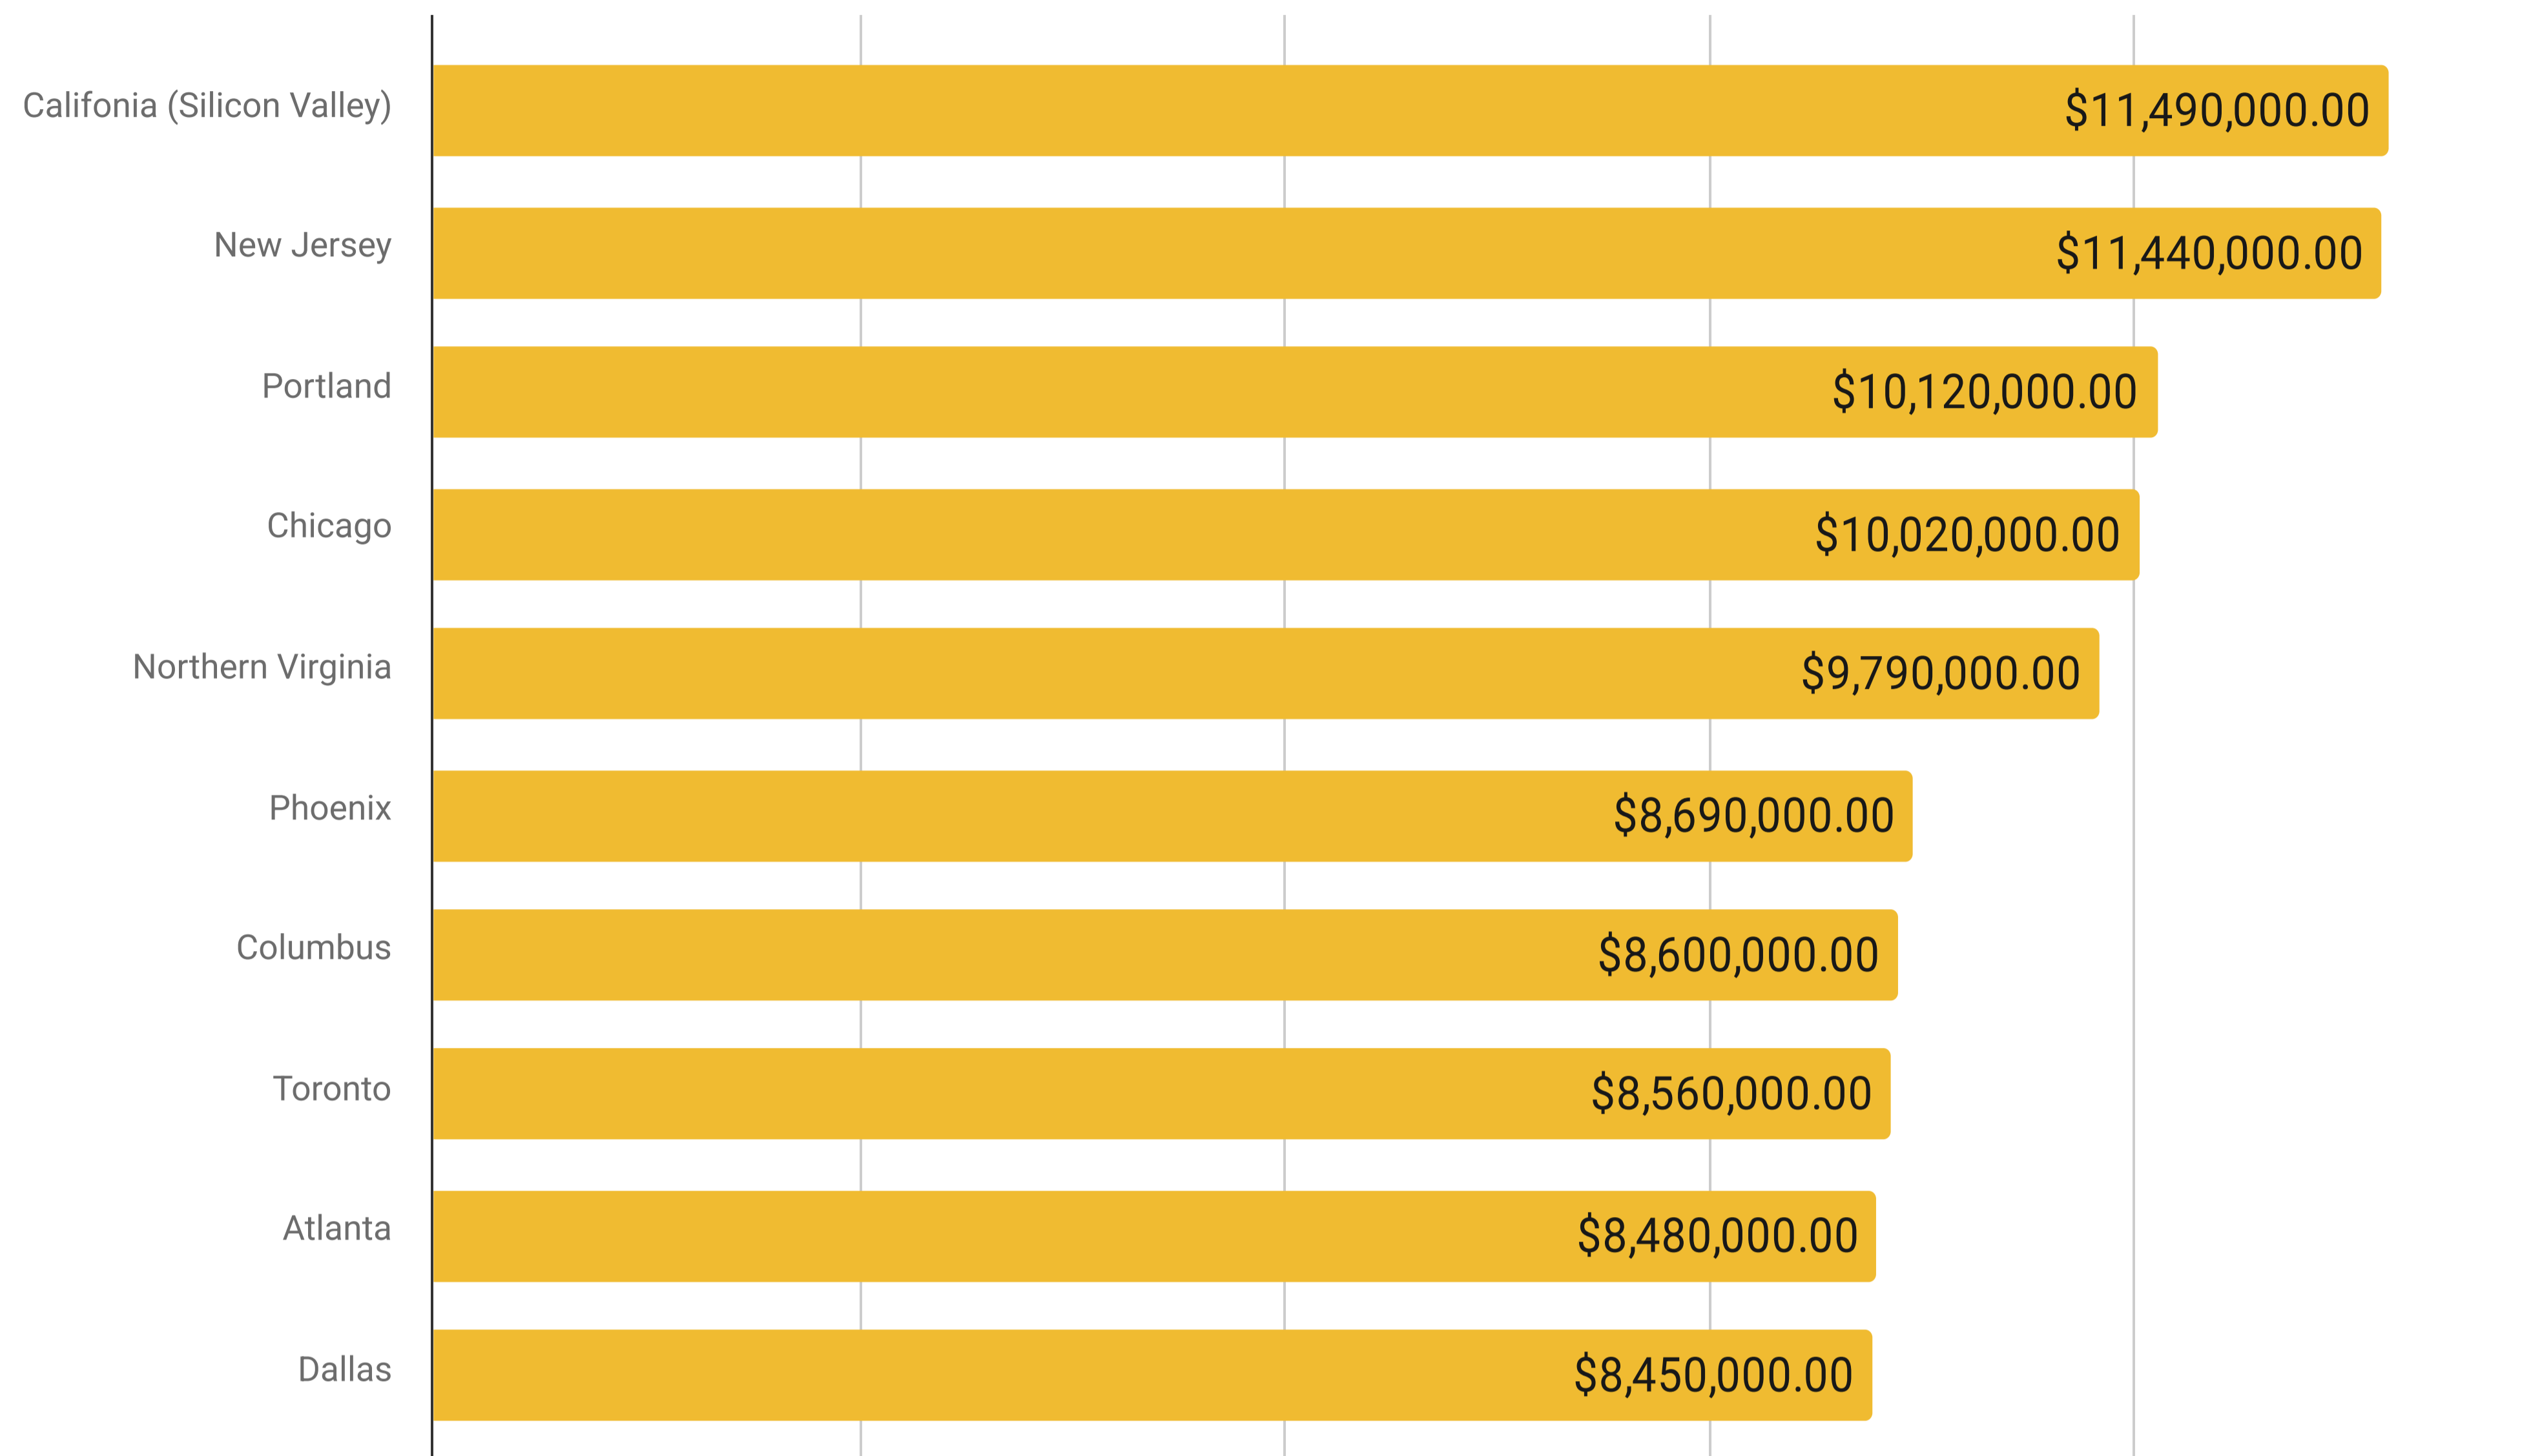 Califonia (Silicon Valley) $11,490,000.00
New Jersey $11,440,000.00
Portland $10,120,000.00
Chicago $10,020,000.00
Northern Virginia $9,790,000.00
Phoenix $8,690,000.00
Columbus $8,600,000.00
Toronto $8,560,000.00
Atlanta $8,480,000.00
Dallas $8,450,000.00